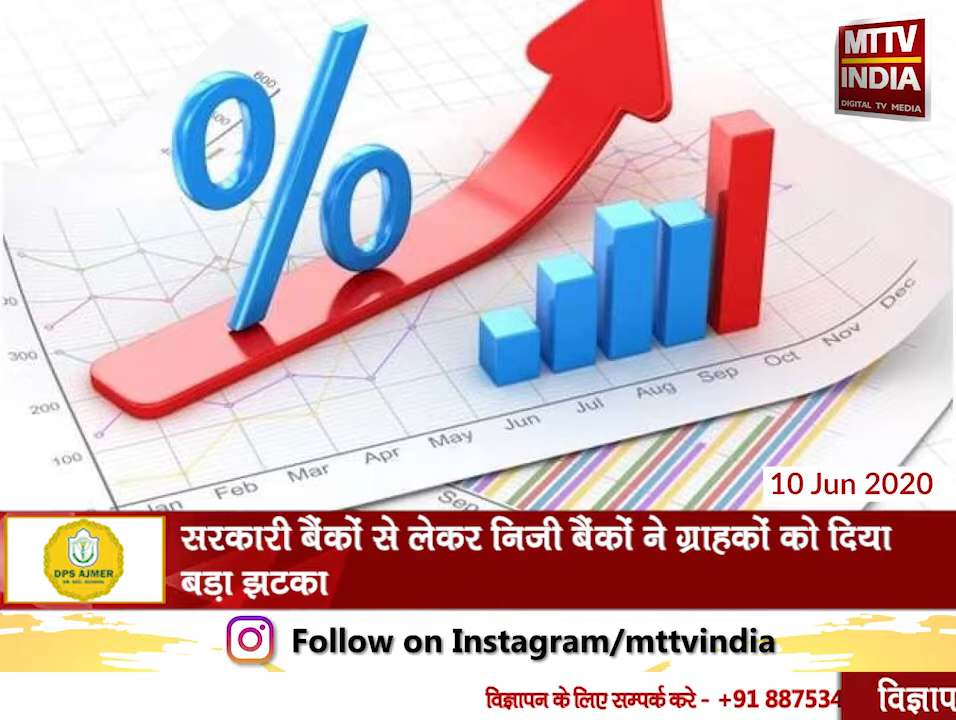 MTTV
INDIA
DIGITAL TV MEDIA
%
600
300
200
100
Jan Feb Mar Apr May Jun Jul Aug Sep Oct Nov Dec
Sep
10 Jun 2020
सरकारी बैंकों से लेकर निजी बैंकों ने ग्राहकों को दिया
बड़ा झटका
DPS AJMER
Follow on Instagram/mttvindia
विज्ञापन के लिए सम्पर्क करे - +91 887534
विज्ञाप